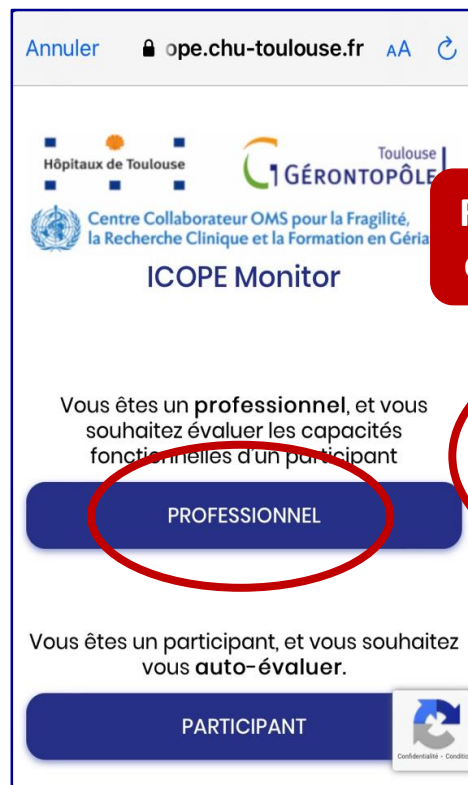 Annuler ope.chu-toulouse.fr AA
Hôpitaux de Toulouse
Toulouse
GÉRONTOPÔLE
Centre Collaborateur OMS pour la Fragilité,
la Recherche Clinique et la Formation en Géria
ICOPE Monitor
Vous êtes un professionnel, et vous
souhaitez évaluer les capacités
fonctionnelles d'un participant
PROFESSIONNEL
Vous êtes un participant, et vous souhaitez
vous auto-évaluer.
PARTICIPANT
Confidentialité - Condition